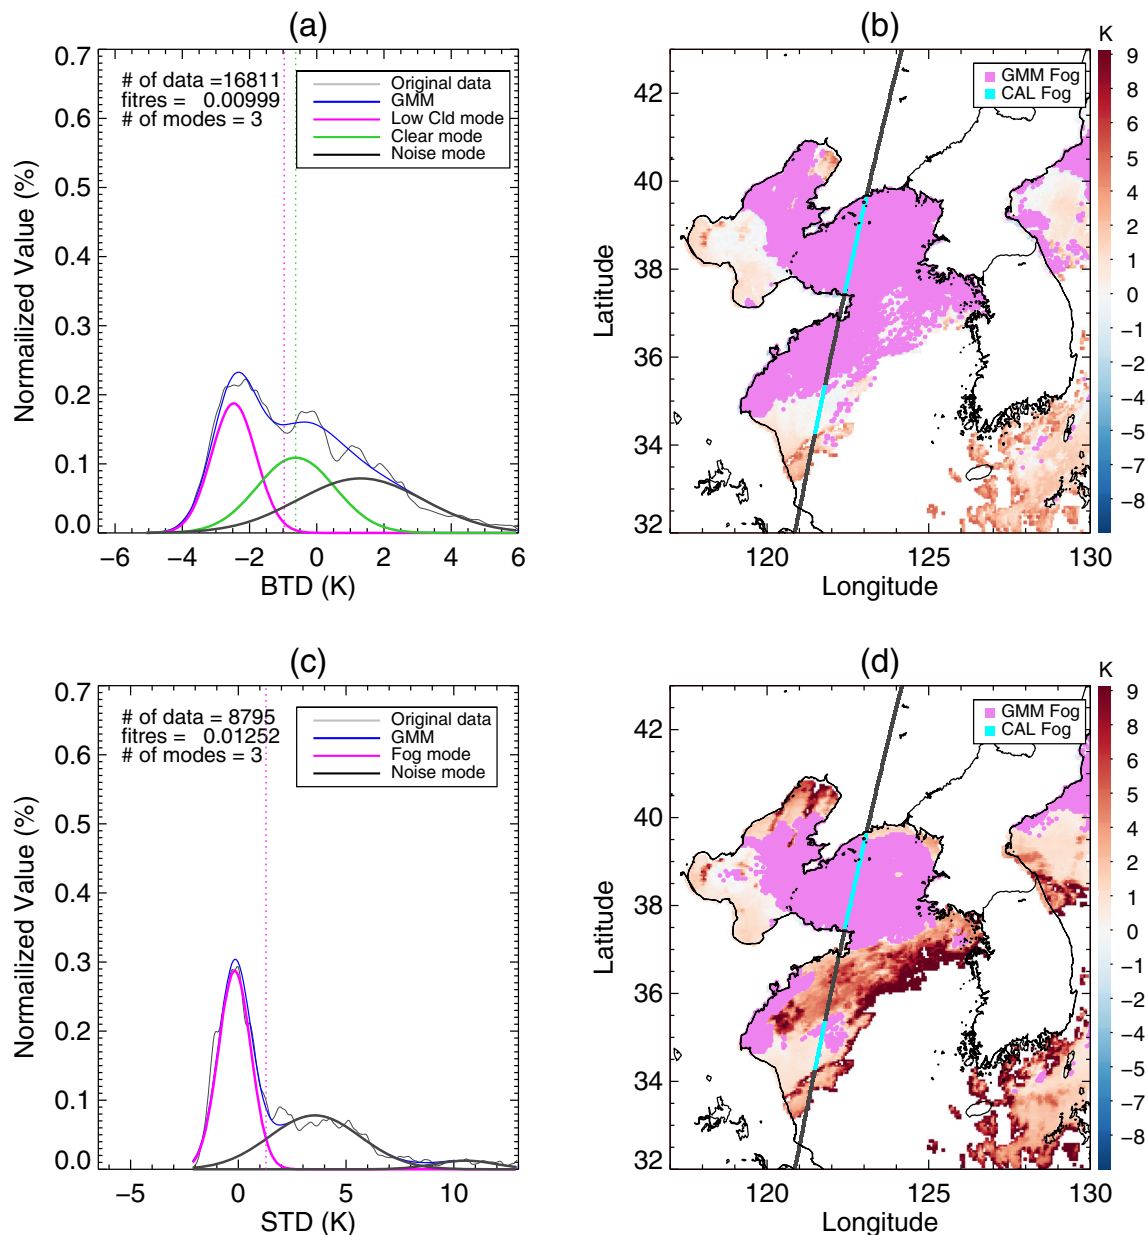 (a)
# of data =16811
fitres = 0.00999
# of modes = 3
Original data
GMM
Low Cld mode
Clear mode
Noise mode
0.7
0.6
0.5
0.4
0.3
0.2
0.1
0.0
Normailized Value (%)
−6 −4 −2 0 2 4 6
BTD (K)
(b)
K
GMM Fog
CAL Fog
42
40
38
36
34
32
Latitude
120 125 130
Longitude
9
8
6
5
4
2
1
0
−1
−2
−4
−5
−6
−8
(c)
# of data = 8795
fitres = 0.01252
# of modes = 3
Original data
GMM
Fog mode
Noise mode
0.7
0.6
0.5
0.4
0.3
0.2
0.1
0.0
Normailized Value (%)
−5 0 5 10
STD (K)
(d)
K
GMM Fog
CAL Fog
42
40
38
36
34
32
Latitude
120 125 130
Longitude
9
8
6
5
4
2
1
0
−1
−2
−4
−5
−6
−8